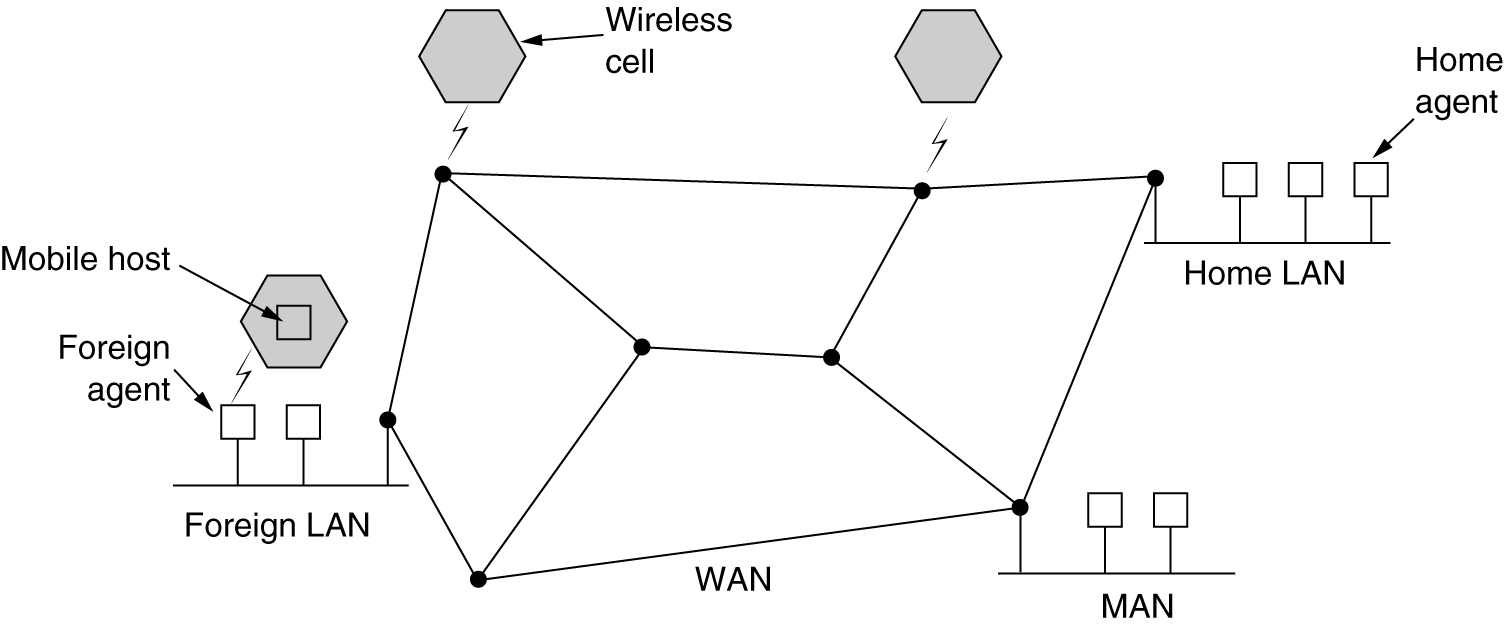 Wireless
cell
Home
agent
Mobile host
Home LAN
Foreign
agent
Foreign LAN
WAN
MAN